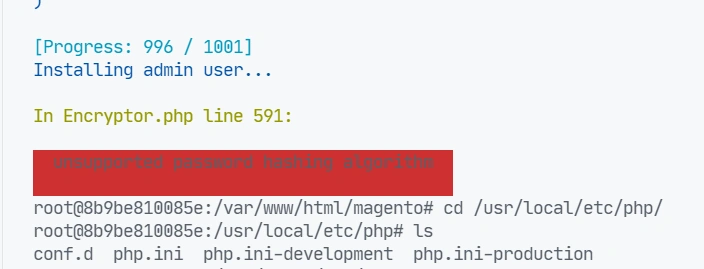 )
[Progress: 996 / 1001]
Installing admin user...
In Encryptor.php line 591:
unsupported password hashing algorithm
root@8b9be810085e:/var/www/html/magento# cd /usr/local/etc/php/
root@8b9be810085e:/usr/local/etc/php# ls
conf.d  php.ini  php.ini-development  php.ini-production